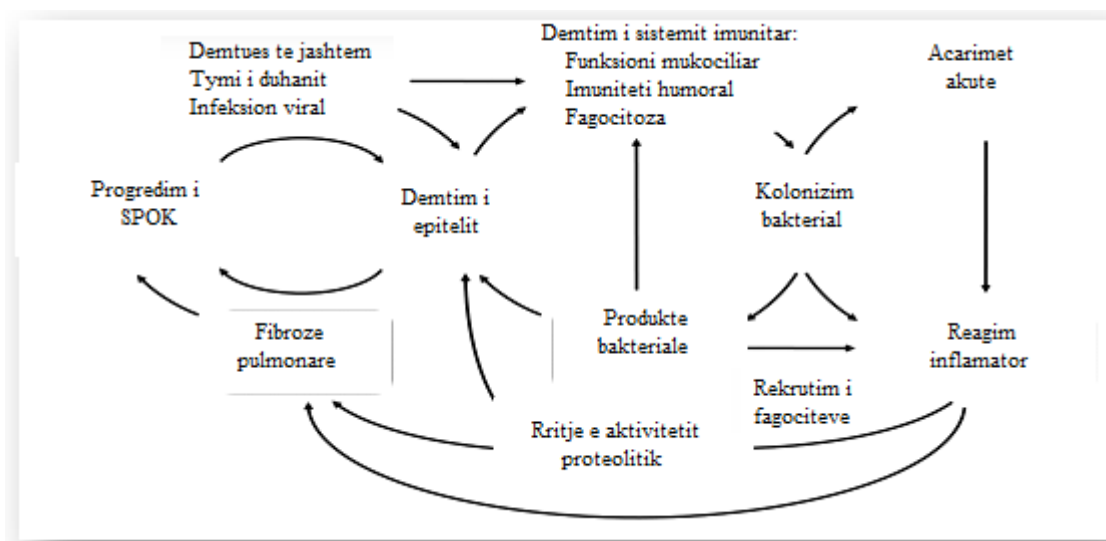 Demtues te jashtem
Tymi i duhanit
Infeksion viral
Demtim i sistemit imunitar:
Funksioni mukociliar
Imuniteti humoral
Fagocitoza
Acarimet
akute
Progredim i
SPOK
Demtim i
epitelit
Kolonizim
bakterial
Fibroze
pulmonare
Produkte
bakteriale
Reagim
inflamator
Rekrutim i
fagociteve
Rritje e aktivitetit
proteolitik